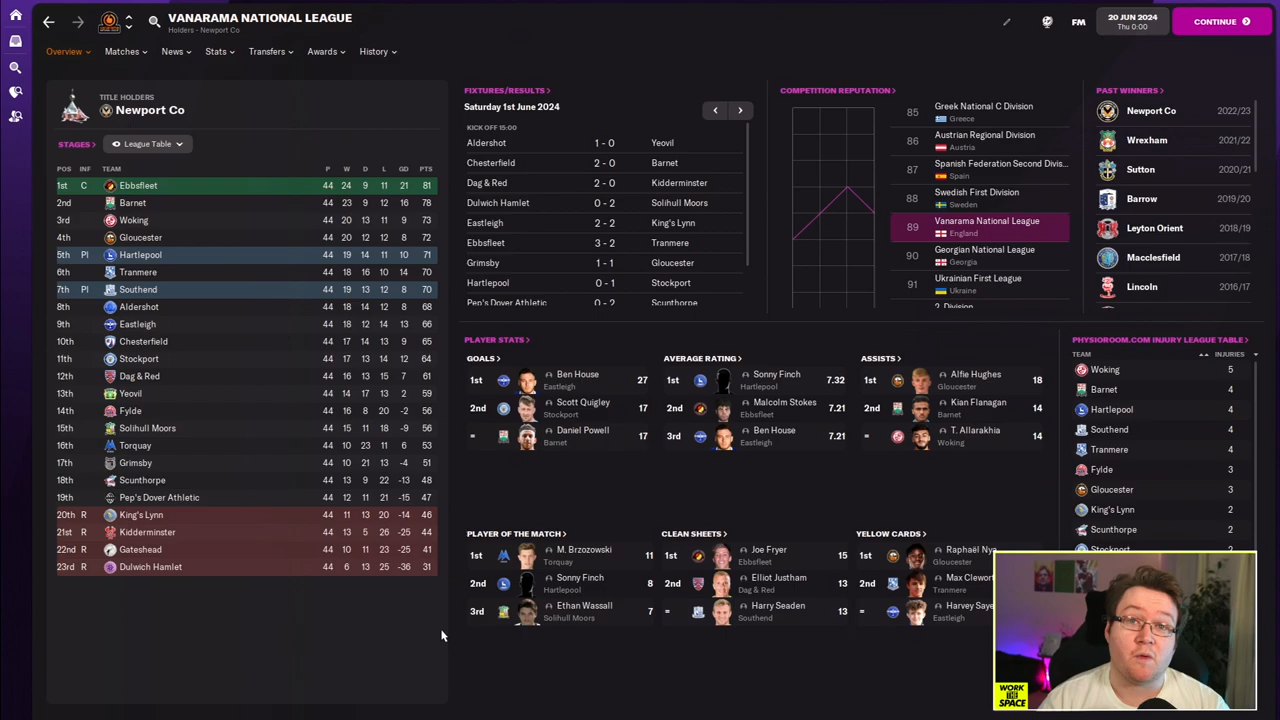 VANARAMA NATIONAL LEAGUE
Holders - Newport Co
FM
20 JUN 2024
Thu 0:00
CONTINUE
Overview
Matches
News
Stats
Transfers
Awards
History
TITLE HOLDERS
Newport Co
STAGES
League Table
POS INF TEAM P W D L GD PTS
1st C Ebbsfleet 44 24 9 11 21 81
2nd Barnet 44 23 9 12 16 78
3rd Woking 44 20 13 11 9 73
4th Gloucester 44 20 12 12 8 72
5th Pl Hartlepool 44 19 14 11 10 71
6th Tranmere 44 18 16 10 14 70
7th Pl Southend 44 19 13 12 8 70
8th Aldershot 44 18 13 13 12 67
9th Eastleigh 44 18 12 14 13 66
10th Chesterfield 44 17 14 13 9 65
11th Stockport 44 17 13 14 12 64
12th Dag & Red 44 16 13 15 7 61
13th Yeovil 44 17 14 13 2 59
14th Fylde 44 16 8 20 -2 56
15th Solihull Moors 44 15 11 18 -9 56
16th Torquay 44 10 23 11 6 53
17th Grimsby 44 10 21 13 -4 51
18th Scunthorpe 44 9 22 13 -13 48
19th Pep's Dover Athletic 44 12 11 21 -15 47
20th R King's Lynn 44 11 13 20 -14 46
21st R Kidderminster 44 13 5 26 -25 44
22nd R Gateshead 44 10 11 23 -25 41
23rd R Dulwich Hamlet 44 6 13 25 -36 31
FIXTURES/RESULTS
Saturday 1st June 2024
KICK OFF 15:00
Aldershot 1 - 0 Yeovil
Chesterfield 2 - 0 Barnet
Dag & Red 2 - 0 Kidderminster
Dulwich Hamlet 0 - 2 Solihull Moors
Eastleigh 2 - 2 King's Lynn
Ebbsfleet 3 - 2 Tranmere
Grimsby 1 - 1 Gloucester
Hartlepool 0 - 1 Stockport
Pep's Dover Athletic 0 - 2 Scunthorpe
COMPETITION REPUTATION
85 Greek National C Division
Greece
86 Austrian Regional Division
Austria
87 Spanish Federation Second Divis...
Spain
88 Swedish First Division
Sweden
89 Vanarama National League
England
90 Georgian National League
Georgia
91 Ukrainian First League
Ukraine
2. Division
PAST WINNERS
Newport Co 2022/23
Wrexham 2021/22
Sutton 2020/21
Barrow 2019/20
Leyton Orient 2018/19
Macclesfield 2017/18
Lincoln 2016/17
PLAYER STATS
GOALS
1st Ben House 27
Eastleigh
2nd Scott Quigley 17
Stockport
= Daniel Powell 17
Barnet
AVERAGE RATING
1st Sonny Finch 7.32
Hartlepool
2nd Malcolm Stokes 7.21
Ebbsfleet
3rd Ben House 7.21
Eastleigh
ASSISTS
1st Alfie Hughes 18
Gloucester
2nd Kian Flanagan 14
Barnet
= T. Allarakhia 14
Woking
PLAYER OF THE MATCH
1st M. Brzozowski 11
Torquay
2nd Sonny Finch 8
Hartlepool
3rd Ethan Wassall 7
Solihull Moors
CLEAN SHEETS
1st Joe Fryer 15
Ebbsfleet
2nd Elliot Justham 13
Dag & Red
= Harry Seaden 13
Southend
YELLOW CARDS
1st Raphaël Ny
Gloucester
2nd Max Clewor
Tranmere
= Harvey Saye
Eastleigh
PHYSIOROOM.COM INJURY LEAGUE TABLE
TEAM INJURIES
Woking 5
Barnet 4
Hartlepool 4
Southend 4
Tranmere 4
Fylde 3
Gloucester 3
King's Lynn 2
Scunthorpe 2
Stockport
WORK
THE
SPACE